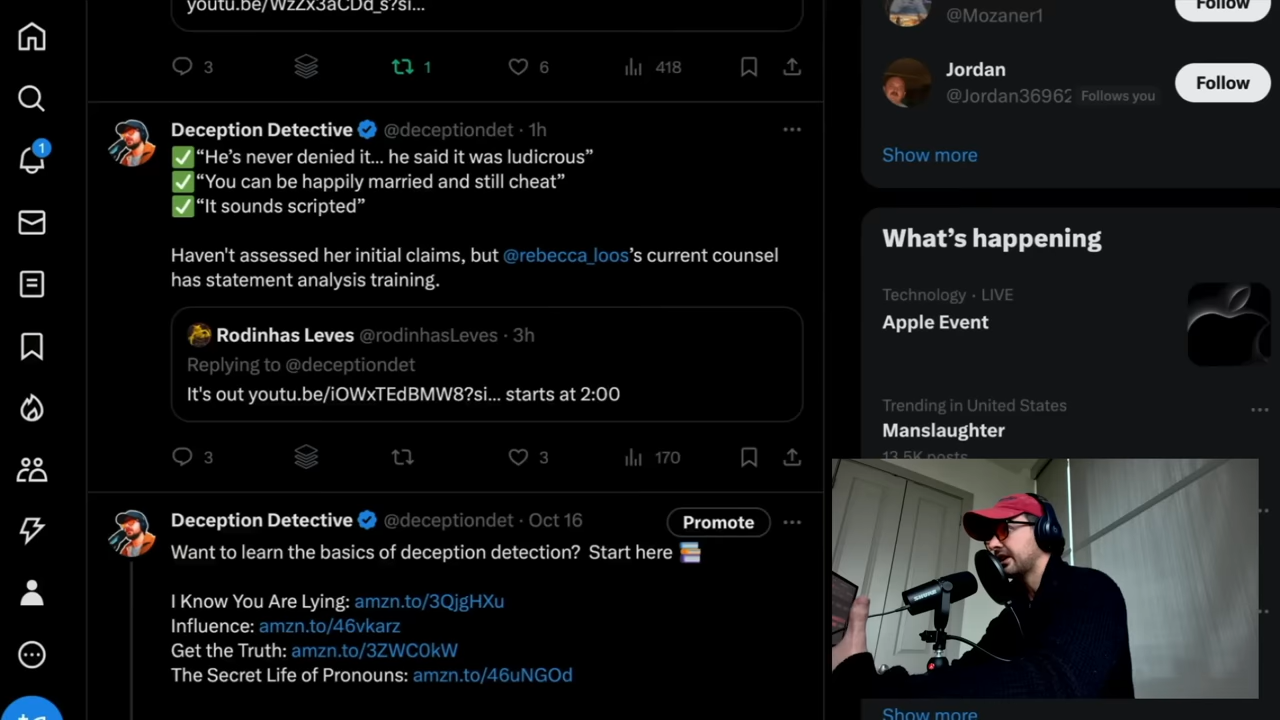 youtu.be/WzZx3aCDd_s?si...
3
1
6
418
Deception Detective @deceptiondet · 1h
✅“He’s never denied it... he said it was ludicrous”
✅“You can be happily married and still cheat”
✅“It sounds scripted”
Haven't assessed her initial claims, but @rebecca_loos’s current counsel
has statement analysis training.
Rodinhas Leves @rodinhasLeves · 3h
Replying to @deceptiondet
It's out youtu.be/iOWxTEdBMW8?si... starts at 2:00
3
3
170
Deception Detective @deceptiondet · Oct 16
Promote
Want to learn the basics of deception detection? Start here
I Know You Are Lying: amzn.to/3QjgHXu
Influence: amzn.to/46vkarz
Get the Truth: amzn.to/3ZWC0kW
The Secret Life of Pronouns: amzn.to/46uNGOd
1
@Mozaner1
Follow
Jordan
@Jordan36962 Follows you
Follow
Show more
What’s happening
Technology · LIVE
Apple Event
Trending in United States
Manslaughter
13.5K posts
SHURE
Show more